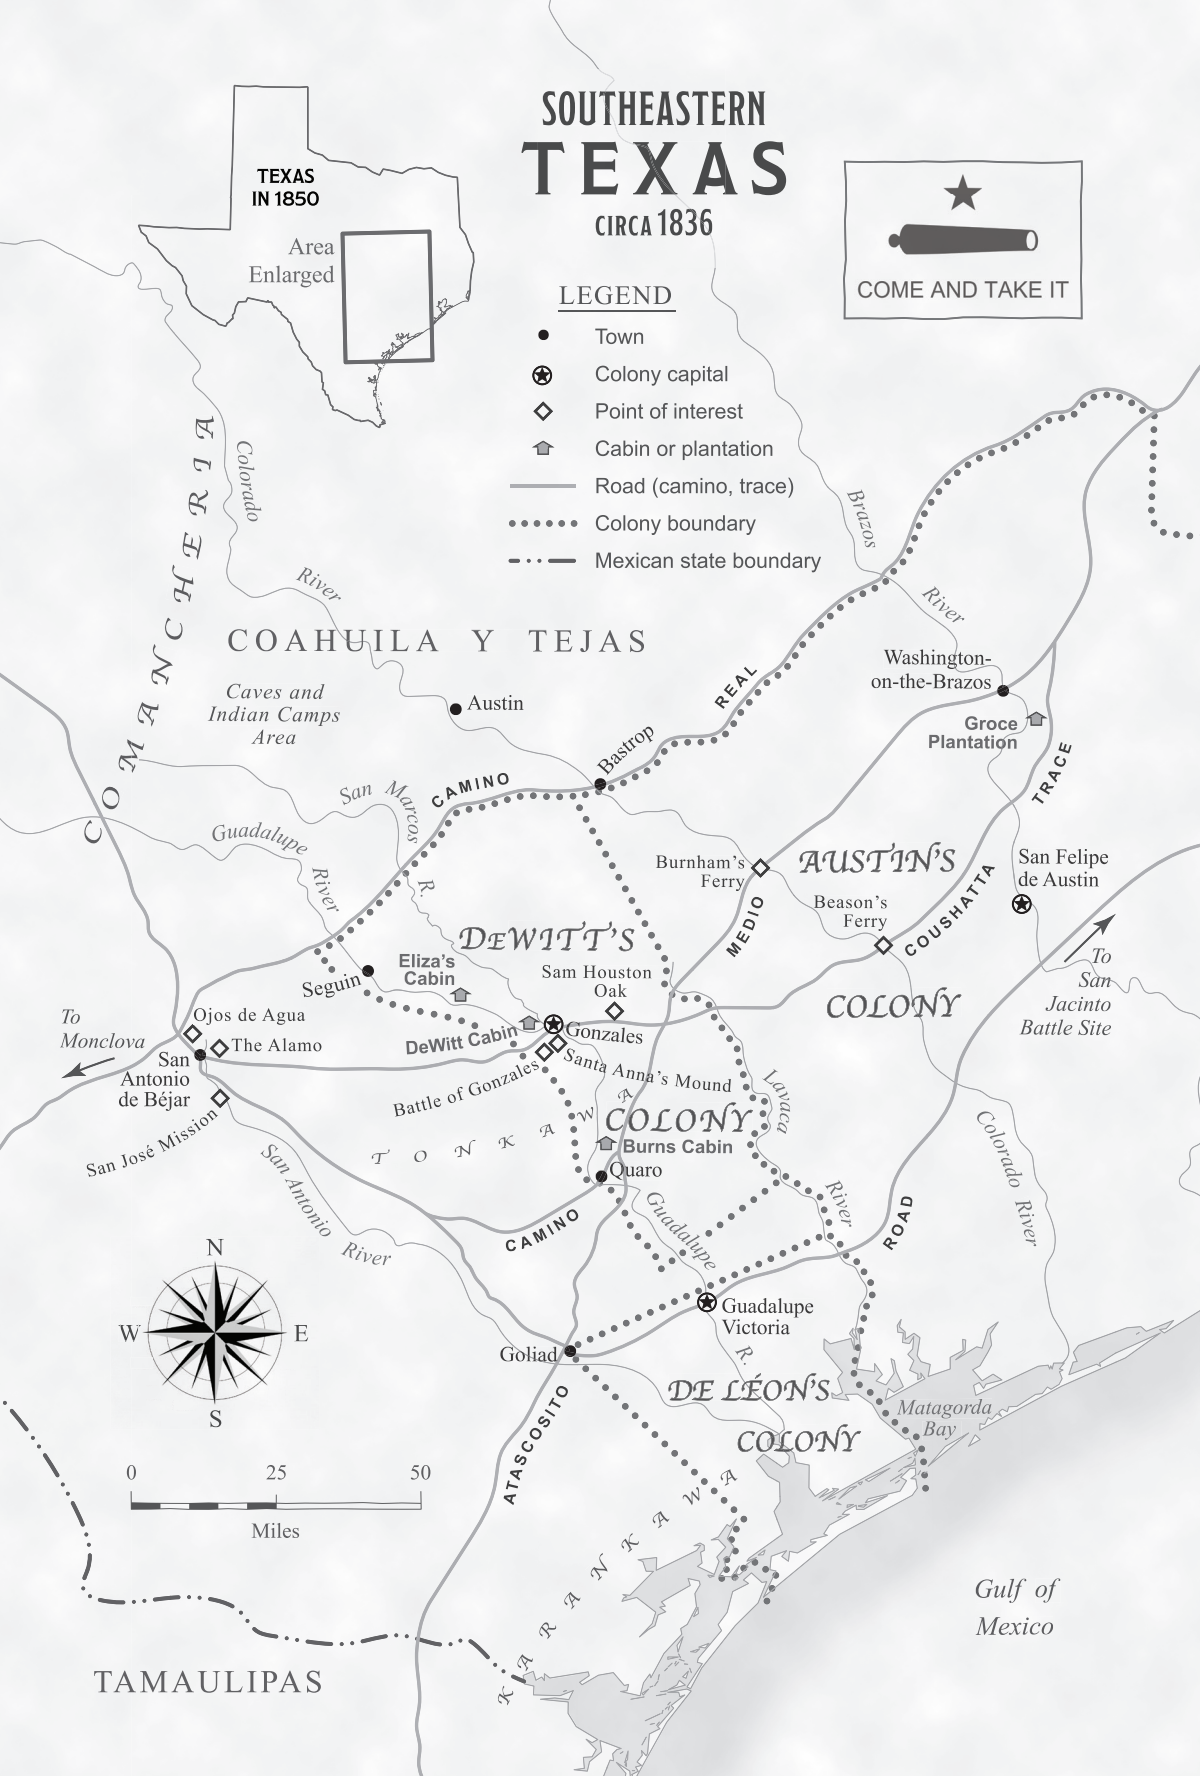 SOUTHEASTERN
TEXAS
CIRCA 1836
TEXAS
IN 1850
Area
Enlarged
COME AND TAKE IT
LEGEND
Town
Colony capital
Point of interest
Cabin or plantation
Road (camino, trace)
Colony boundary
Mexican state boundary
COMANCHERIA
Colorado
River
Brazos
River
COAHUILA Y TEJAS
Caves and
Indian Camps
Area
Austin
Washington-
on-the-Brazos
Groce
Plantation
REAL
Bastrop
CAMINO
TRACE
San Marcos
R.
Guadalupe
River
Burnham's
Ferry
AUSTIN'S
San Felipe
de Austin
Beason's
Ferry
COUSHATTA
MEDIO
DEWITT'S
Eliza's
Cabin
Sam Houston
Oak
Seguin
COLONY
To
San
Jacinto
Battle Site
To
Monclova
Ojos de Agua
The Alamo
San
Antonio
de Béjar
San José Mission
DeWitt Cabin
Gonzales
Santa Anna's Mound
Battle of Gonzales
TONKAWA
COLONY
Burns Cabin
Quaro
Lavaca
River
Colorado River
San Antonio
River
Guadalupe
CAMINO
ROAD
N
W
E
S
Guadalupe
Victoria
R.
Goliad
DE LÉON'S
COLONY
Matagorda
Bay
ATASCOSITO
0 25 50
Miles
KARANKAWA
Gulf of
Mexico
TAMAULIPAS